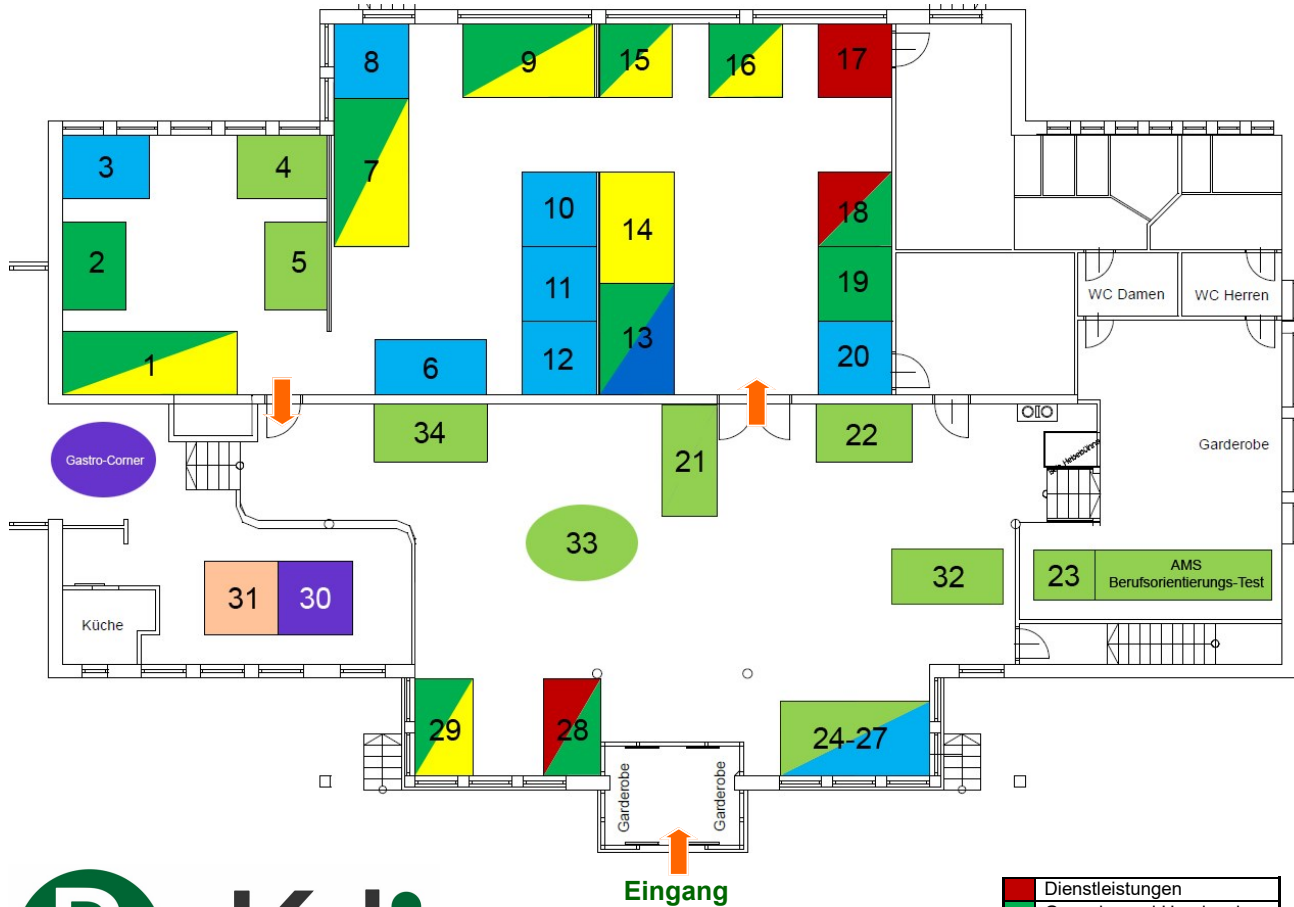 8
9
15
16
17
3
4
7
10
14
18
2
5
11
19
WC Damen
WC Herren
1
6
12
13
20
34
21
22
Garderobe
Gastro-Corner
33
32
23
AMS
Berufsorientierungs-Test
31
30
Küche
29
28
24-27
Garderobe
Garderobe
Eingang
Dienstleistungen